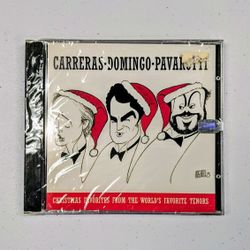 CARRERAS·DOMINGO·PAVAROTTI
CHRISTMAS FAVORITES FROM THE WORLD'S FAVORITE TENORS